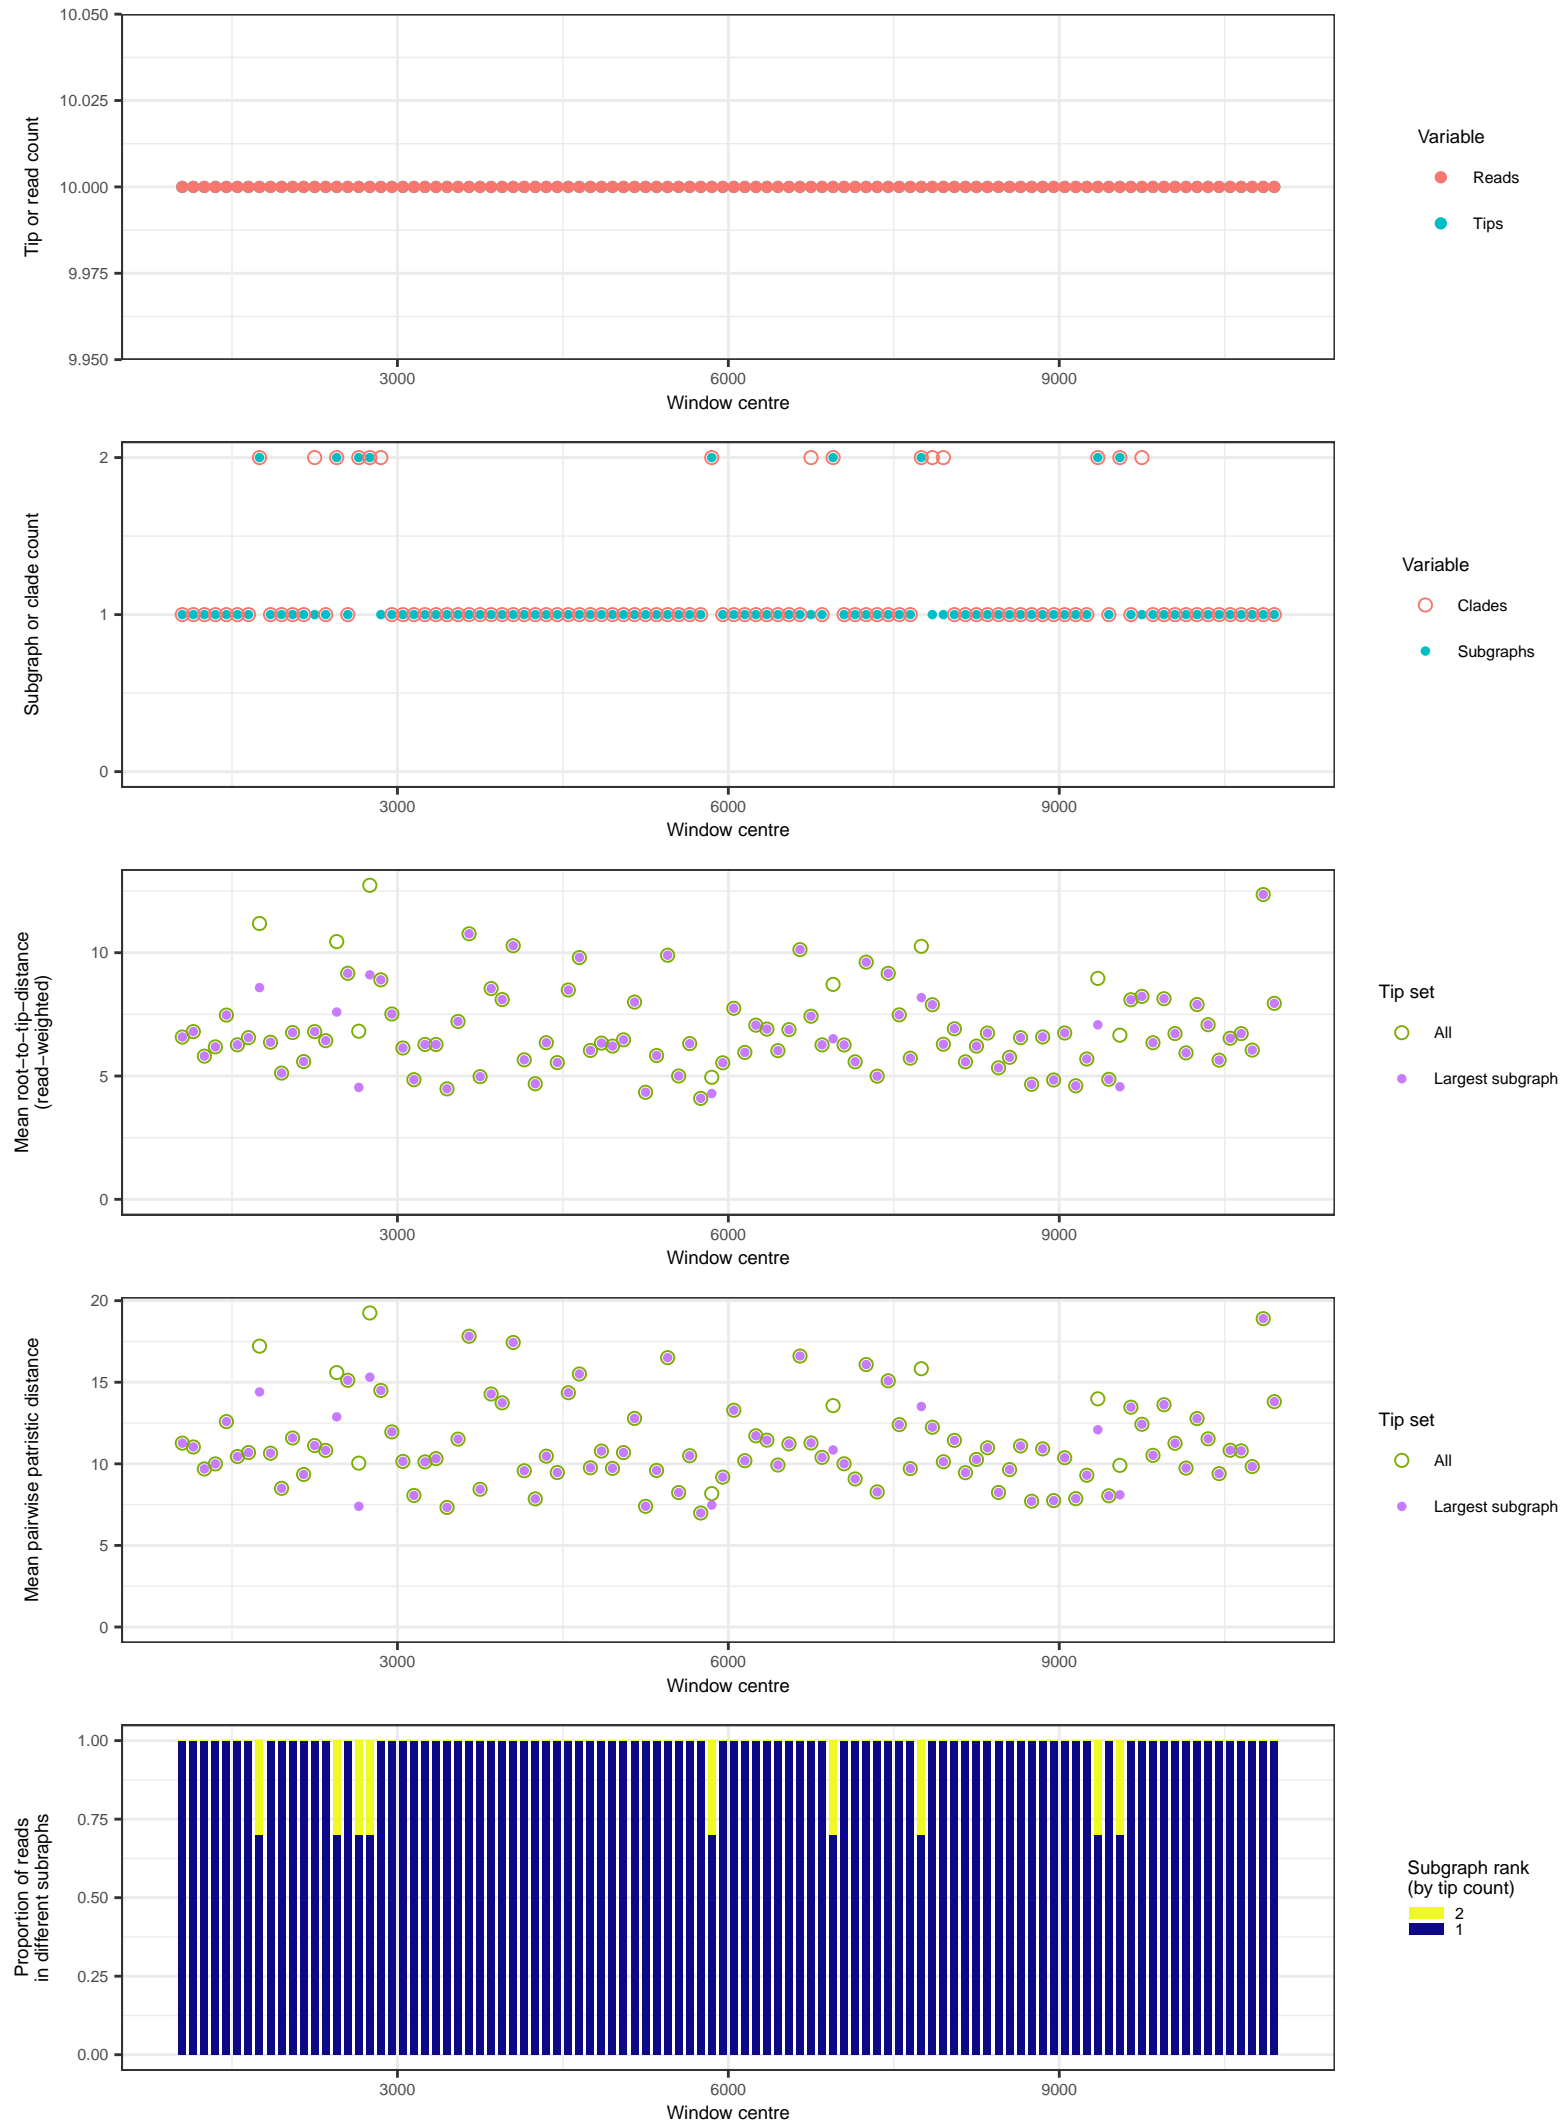 10.050
10.025
10.000
9.975
9.950
Tip or read count
3000
6000
9000
Window centre
Variable
Reads
Tips
2
1
0
Subgraph or clade count
3000
6000
9000
Window centre
Variable
Clades
Subgraphs
10
5
0
Mean root−to−tip−distance
(read−weighted)
3000
6000
9000
Window centre
Tip set
All
Largest subgraph
20
15
10
5
0
Mean pairwise patristic distance
3000
6000
9000
Window centre
Tip set
All
Largest subgraph
1.00
0.75
0.50
0.25
0.00
Proportion of reads
in different subraphs
3000
6000
9000
Window centre
Subgraph rank
(by tip count)
2
1